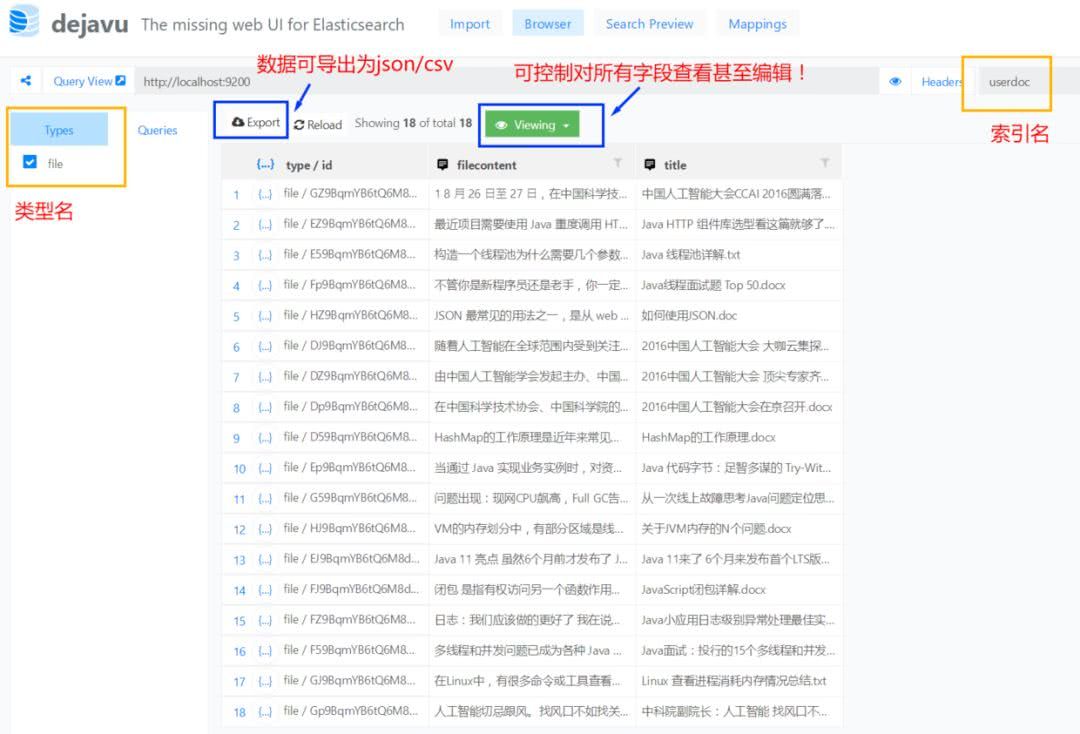 dejavu The missing web UI for Elasticsearch Import Browser Search Preview Mappings
数据可导出为json/csv
可控制对所有字段查看甚至编辑！
Query View http://localhost:9200 Headers userdoc
索引名
Types Queries Export Reload Showing 18 of total 18 Viewing
file
类型名
{...} type / id filecontent title
1 {...} file / GZ9BqmYB6tQ6M8... 1 8 月 26 日至 27 日，在中国科学技... 中国人工智能大会CCAI 2016圆满落...
2 {...} file / EZ9BqmYB6tQ6M8... 最近项目需要使用 Java 重度调用 HT... Java HTTP 组件库选型看这篇就够了....
3 {...} file / E59BqmYB6tQ6M8... 构造一个线程池为什么需要几个参数... Java 线程池详解.txt
4 {...} file / Fp9BqmYB6tQ6M8... 不管你是新程序员还是老手，你一定... Java线程面试题 Top 50.docx
5 {...} file / HZ9BqmYB6tQ6M8... JSON 最常见的用法之一，是从 web ... 如何使用JSON.doc
6 {...} file / DJ9BqmYB6tQ6M8... 随着人工智能在全球范围内受到关注... 2016中国人工智能大会 大咖云集探...
7 {...} file / DZ9BqmYB6tQ6M8... 由中国人工智能学会发起主办、中国... 2016中国人工智能大会 顶尖专家齐...
8 {...} file / Dp9BqmYB6tQ6M8... 在中国科学技术协会、中国科学院的... 2016中国人工智能大会在京召开.docx
9 {...} file / D59BqmYB6tQ6M8... HashMap的工作原理是近年来常见... HashMap的工作原理.docx
10 {...} file / Ep9BqmYB6tQ6M8... 当通过 Java 实现业务实例时，对资... Java 代码字节：足智多谋的 Try-Wit...
11 {...} file / G59BqmYB6tQ6M8... 问题出现：现网CPU飙高，Full GC告... 从一次线上故障思考Java问题定位思...
12 {...} file / HJ9BqmYB6tQ6M8... VM的内存划分中，有部分区域是线... 关于JVM内存的N个问题.docx
13 {...} file / EJ9BqmYB6tQ6M8d... Java 11 亮点 虽然6个月前才发布了 J... Java 11来了 6个月来发布首个LTS版...
14 {...} file / FJ9BqmYB6tQ6M8d... 闭包 是指有权访问另一个函数作用... JavaScript闭包详解.docx
15 {...} file / FZ9BqmYB6tQ6M8... 日志：我们应该做的更好了 我在说... Java小应用日志级别异常处理最佳实...
16 {...} file / F59BqmYB6tQ6M8... 多线程和并发问题已成为各种 Java ... Java面试：投行的15个多线程和并发...
17 {...} file / GJ9BqmYB6tQ6M8... 在Linux中，有很多命令或工具查看... Linux 查看进程消耗内存情况总结.txt
18 {...} file / Gp9BqmYB6tQ6M8... 人工智能切忌跟风。找风口不如找关... 中科院副院长：人工智能 找风口不...